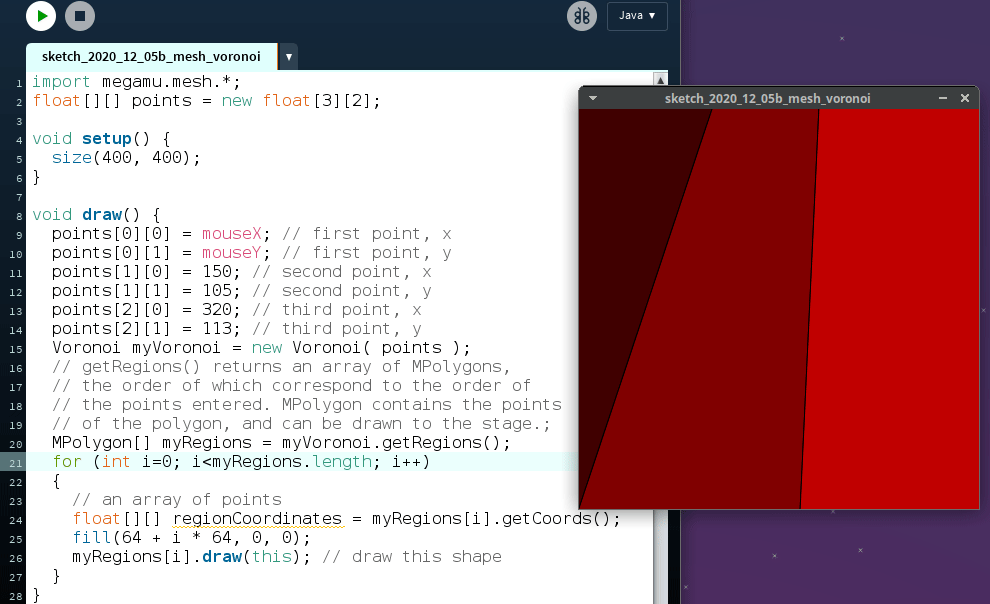 Java ▼
sketch_2020_12_05b_mesh_voronoi ▼
1 import megamu.mesh.*;
2 float[][] points = new float[3][2];
3
4 void setup() {
5 size(400, 400);
6 }
7
8 void draw() {
9 points[0][0] = mouseX; // first point, x
10 points[0][1] = mouseY; // first point, y
11 points[1][0] = 150; // second point, x
12 points[1][1] = 105; // second point, y
13 points[2][0] = 320; // third point, x
14 points[2][1] = 113; // third point, y
15 Voronoi myVoronoi = new Voronoi( points );
16 // getRegions() returns an array of MPolygons,
17 // the order of which correspond to the order of
18 // the points entered. MPolygon contains the points
19 // of the polygon, and can be drawn to the stage.;
20 MPolygon[] myRegions = myVoronoi.getRegions();
21 for (int i=0; i<myRegions.length; i++)
22 {
23 // an array of points
24 float[][] regionCoordinates = myRegions[i].getCoords();
25 fill(64 + i * 64, 0, 0);
26 myRegions[i].draw(this); // draw this shape
27 }
28 }
sketch_2020_12_05b_mesh_voronoi